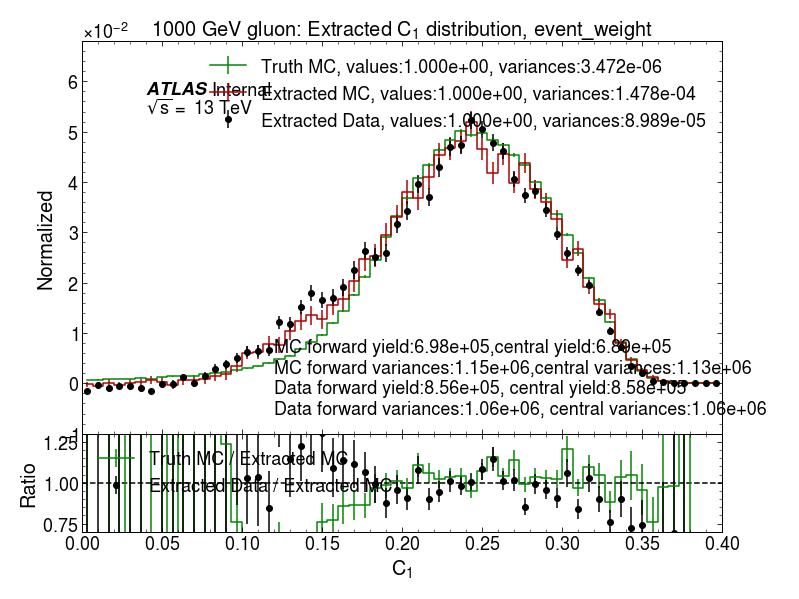 ×10⁻² 1000 GeV gluon: Extracted C₁ distribution, event_weight
Truth MC, values:1.000e+00, variances:3.472e-06
ATLAS Internal
Extracted MC, values:1.000e+00, variances:1.478e-04
√s = 13 TeV
Extracted Data, values:1.000e+00, variances:8.989e-05
Normalized
6
5
4
3
2
1
0
MC forward yield:6.98e+05,central yield:6.89e+05
MC forward variances:1.15e+06,central variances:1.13e+06
Data forward yield:8.56e+05, central yield:8.58e+05
Data forward variances:1.06e+06, central variances:1.06e+06
Ratio
1.25
1.00
0.75
Truth MC / Extracted MC
Extracted Data / Extracted MC
0.00 0.05 0.10 0.15 0.20 0.25 0.30 0.35 0.40
C₁